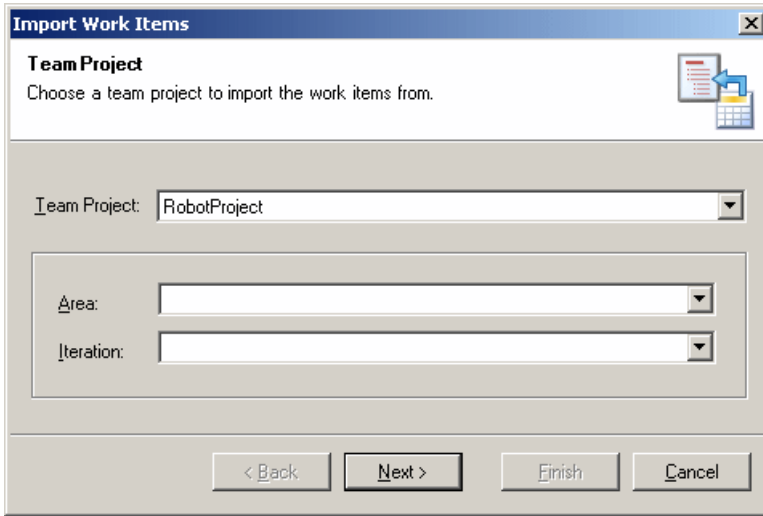 Import Work Items
Team Project
Choose a team project to import the work items from.
Team Project: RobotProject
Area:
Iteration:
< Back Next > Finish Cancel